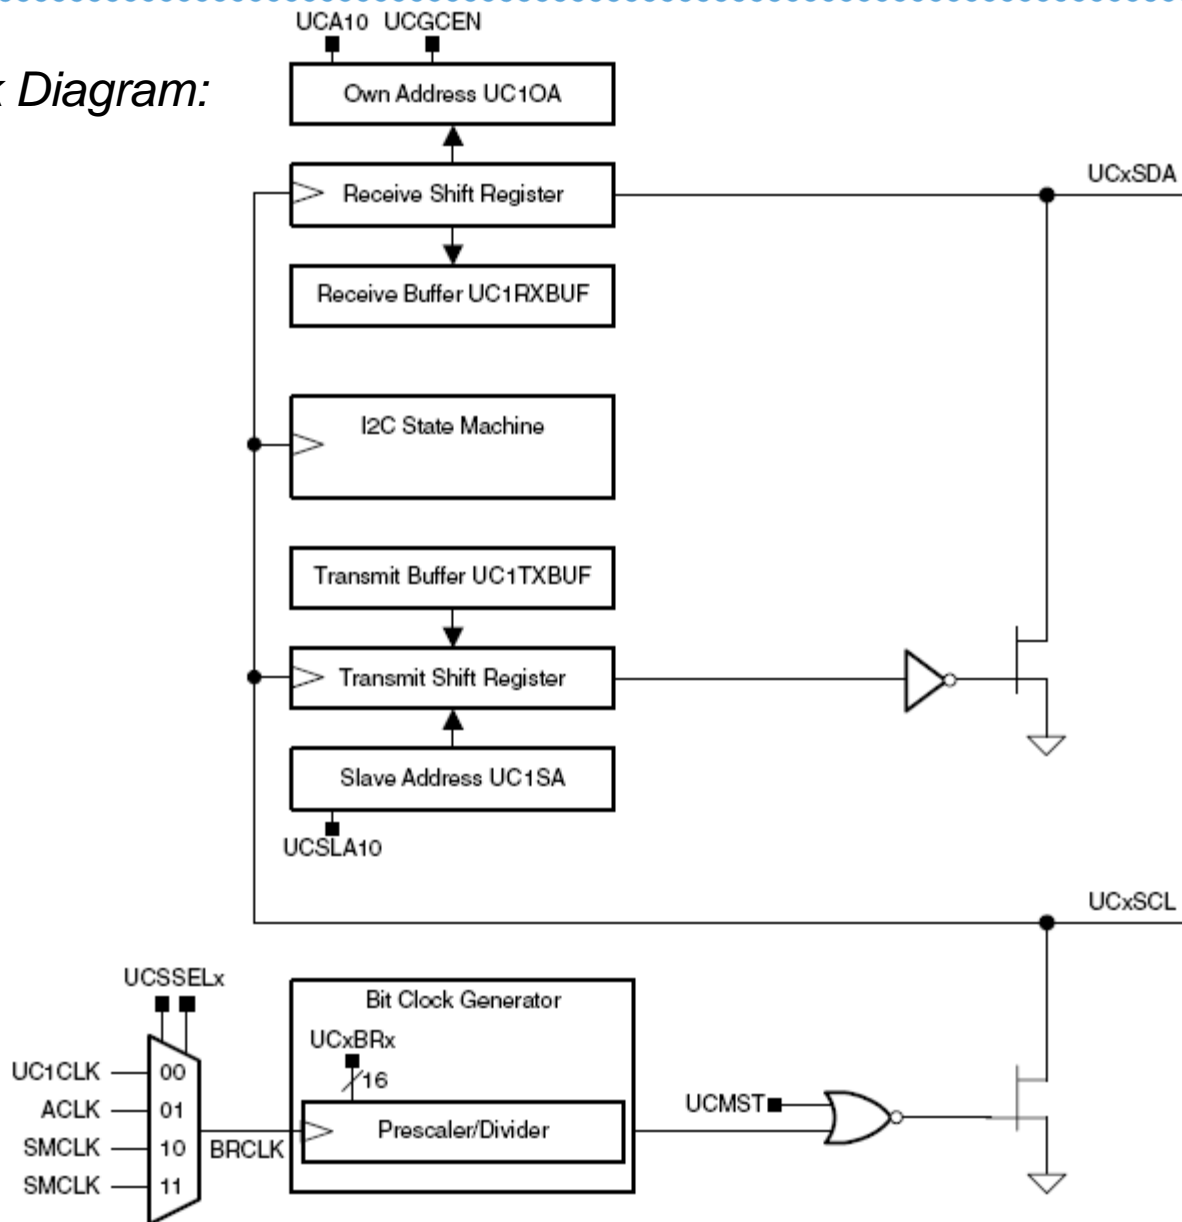 UCA10 UCGCEN
k Diagram:
Own Address UC1OA
UCxSDA
Receive Shift Register
Receive Buffer UC1RXBUF
I2C State Machine
Transmit Buffer UC1TXBUF
Transmit Shift Register
Slave Address UC1SA
UCSLA10
UCxSCL
UCSSELx
Bit Clock Generator
UCxBRx
16
UC1CLK 00
ACLK 01
UCMST
Prescaler/Divider
SMCLK 10
BRCLK
SMCLK 11